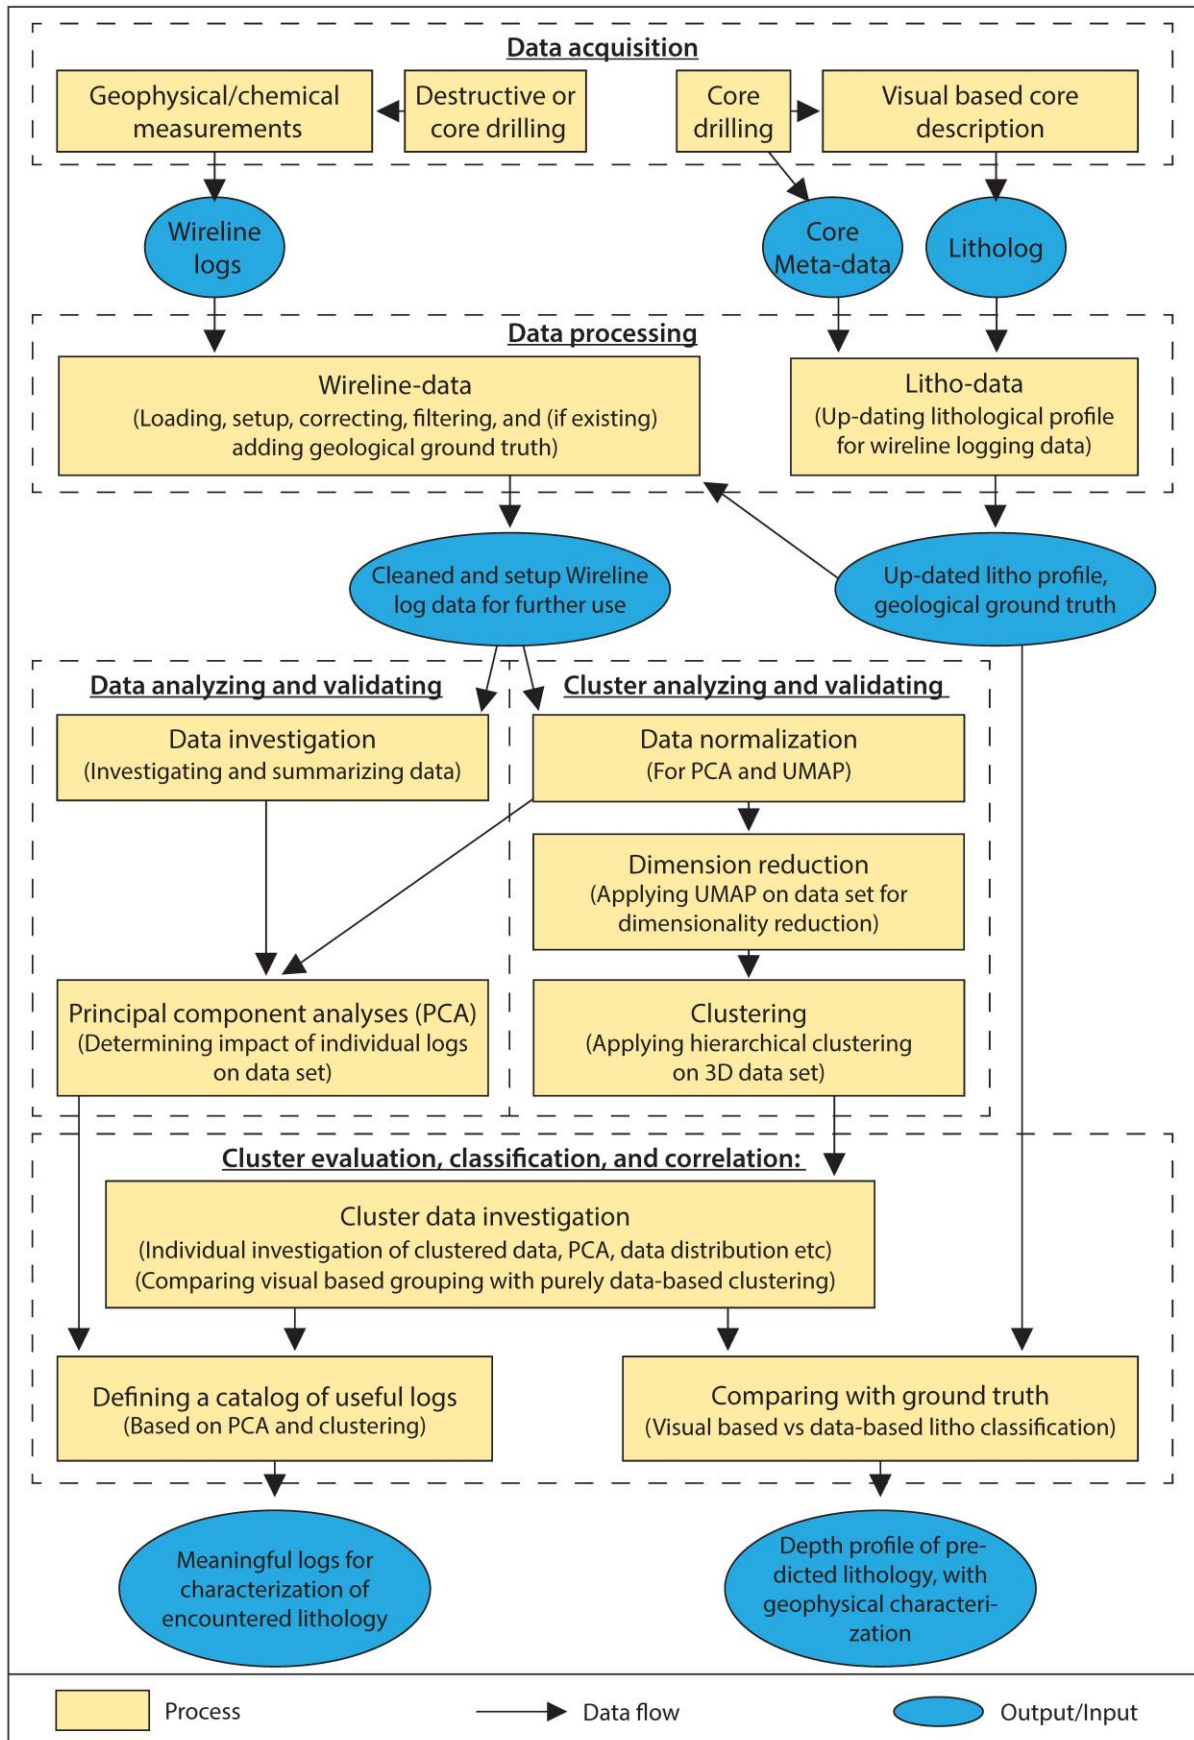 Data acquisition
Geophysical/chemical
measurements
Destructive or
core drilling
Core
drilling
Visual based core
description
Wireline
logs
Core
Meta-data
Litholog
Data processing
Wireline-data
(Loading, setup, correcting, filtering, and (if existing)
adding geological ground truth)
Litho-data
(Up-dating lithological profile
for wireline logging data)
Cleaned and setup Wireline
log data for further use
Up-dated litho profile,
geological ground truth
Data analyzing and validating
Cluster analyzing and validating
Data investigation
(Investigating and summarizing data)
Data normalization
(For PCA and UMAP)
Dimension reduction
(Applying UMAP on data set for
dimensionality reduction)
Principal component analyses (PCA)
(Determining impact of individual logs
on data set)
Clustering
(Applying hierarchical clustering
on 3D data set)
Cluster evaluation, classification, and correlation:
Cluster data investigation
(Individual investigation of clustered data, PCA, data distribution etc)
(Comparing visual based grouping with purely data-based clustering)
Defining a catalog of useful logs
(Based on PCA and clustering)
Comparing with ground truth
(Visual based vs data-based litho classification)
Meaningful logs for
characterization of
encountered lithology
Depth profile of pre-
dicted lithology, with
geophysical characteri-
zation
Process
Data flow
Output/Input